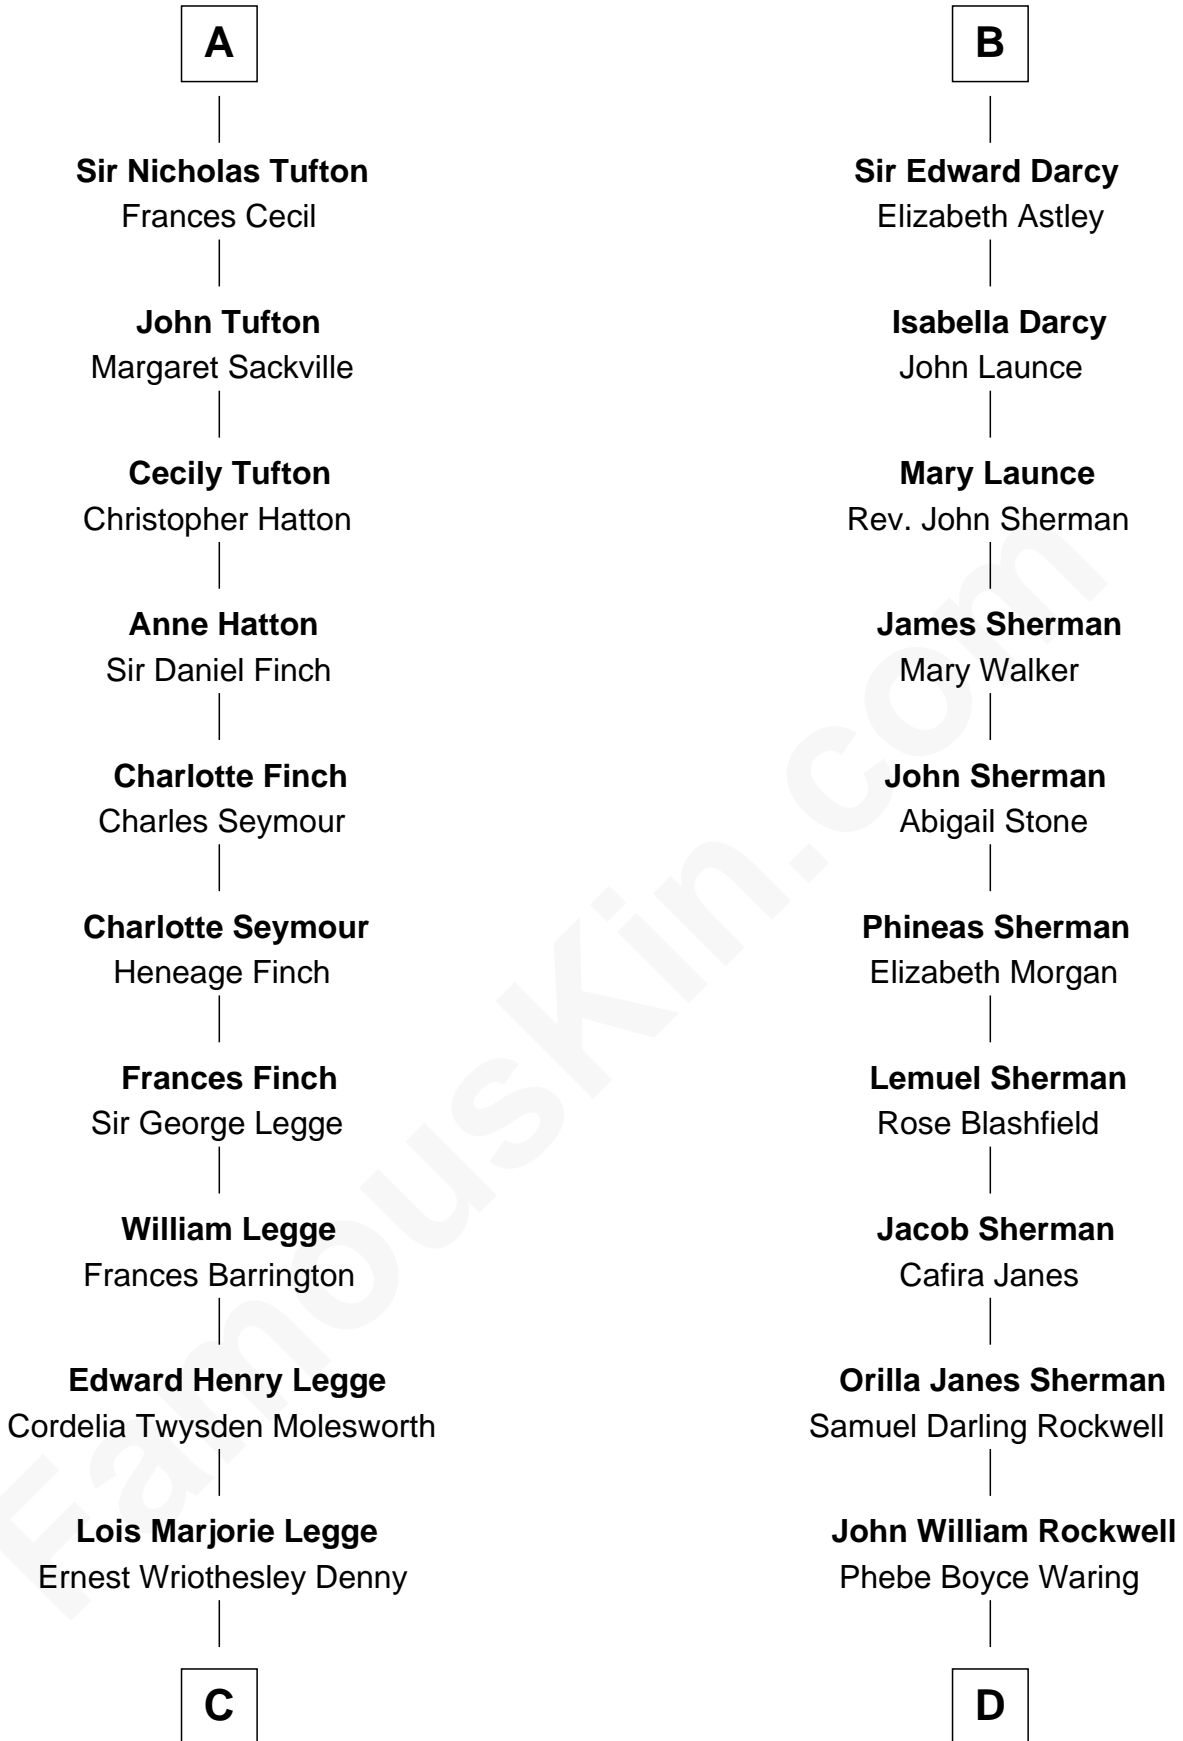 A
Sir Nicholas Tufton
Frances Cecil
John Tufton
Margaret Sackville
Cecily Tufton
Christopher Hatton
Anne Hatton
Sir Daniel Finch
Charlotte Finch
Charles Seymour
Charlotte Seymour
Heneage Finch
Frances Finch
Sir George Legge
William Legge
Frances Barrington
Edward Henry Legge
Cordelia Twysden Molesworth
Lois Marjorie Legge
Ernest Wriothesley Denny
C
B
Sir Edward Darcy
Elizabeth Astley
Isabella Darcy
John Launce
Mary Launce
Rev. John Sherman
James Sherman
Mary Walker
John Sherman
Abigail Stone
Phineas Sherman
Elizabeth Morgan
Lemuel Sherman
Rose Blashfield
Jacob Sherman
Cafira Janes
Orilla Janes Sherman
Samuel Darling Rockwell
John William Rockwell
Phebe Boyce Waring
D
FamousKin.com